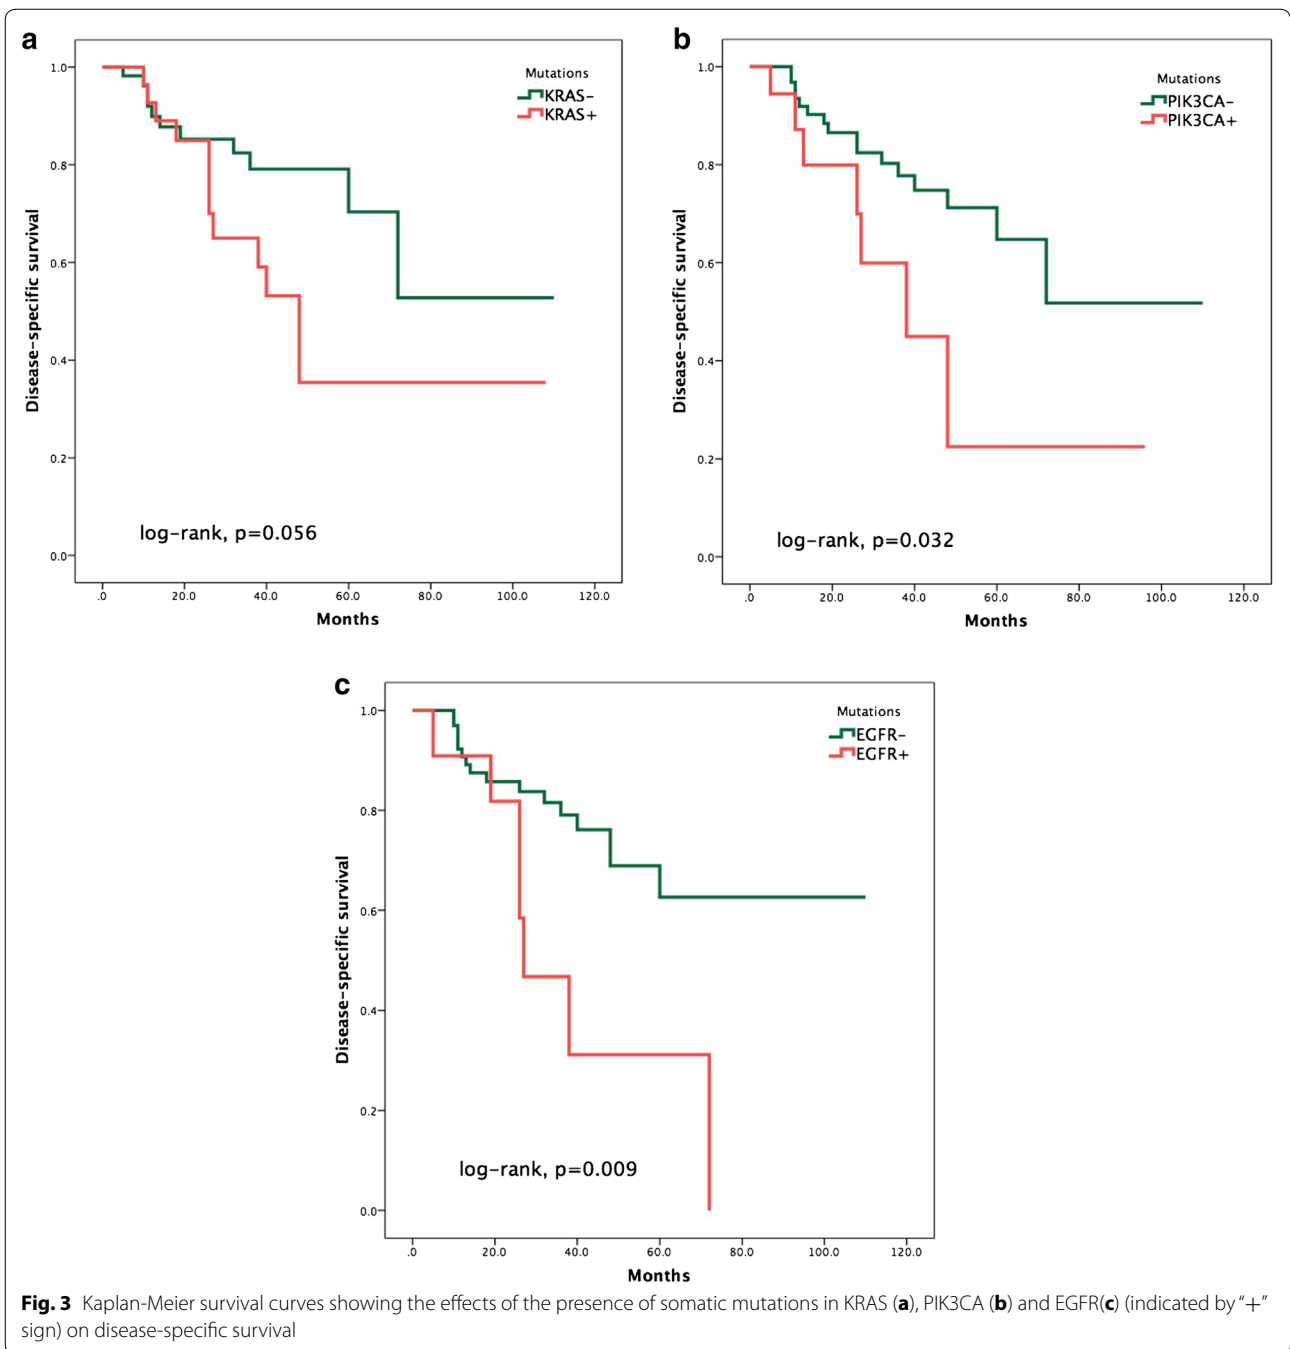 a
Mutations
KRAS-
KRAS+
1.0
0.8
0.6
0.4
0.2
0.0
Disease-specific survival
log-rank, p=0.056
.0 20.0 40.0 60.0 80.0 100.0 120.0
Months
b
Mutations
PIK3CA-
PIK3CA+
1.0
0.8
0.6
0.4
0.2
0.0
Disease-specific survival
log-rank, p=0.032
.0 20.0 40.0 60.0 80.0 100.0 120.0
Months
c
Mutations
EGFR-
EGFR+
1.0
0.8
0.6
0.4
0.2
0.0
Disease-specific survival
log-rank, p=0.009
.0 20.0 40.0 60.0 80.0 100.0 120.0
Months
Fig. 3 Kaplan-Meier survival curves showing the effects of the presence of somatic mutations in KRAS (a), PIK3CA (b) and EGFR(c) (indicated by “+”
sign) on disease-specific survival